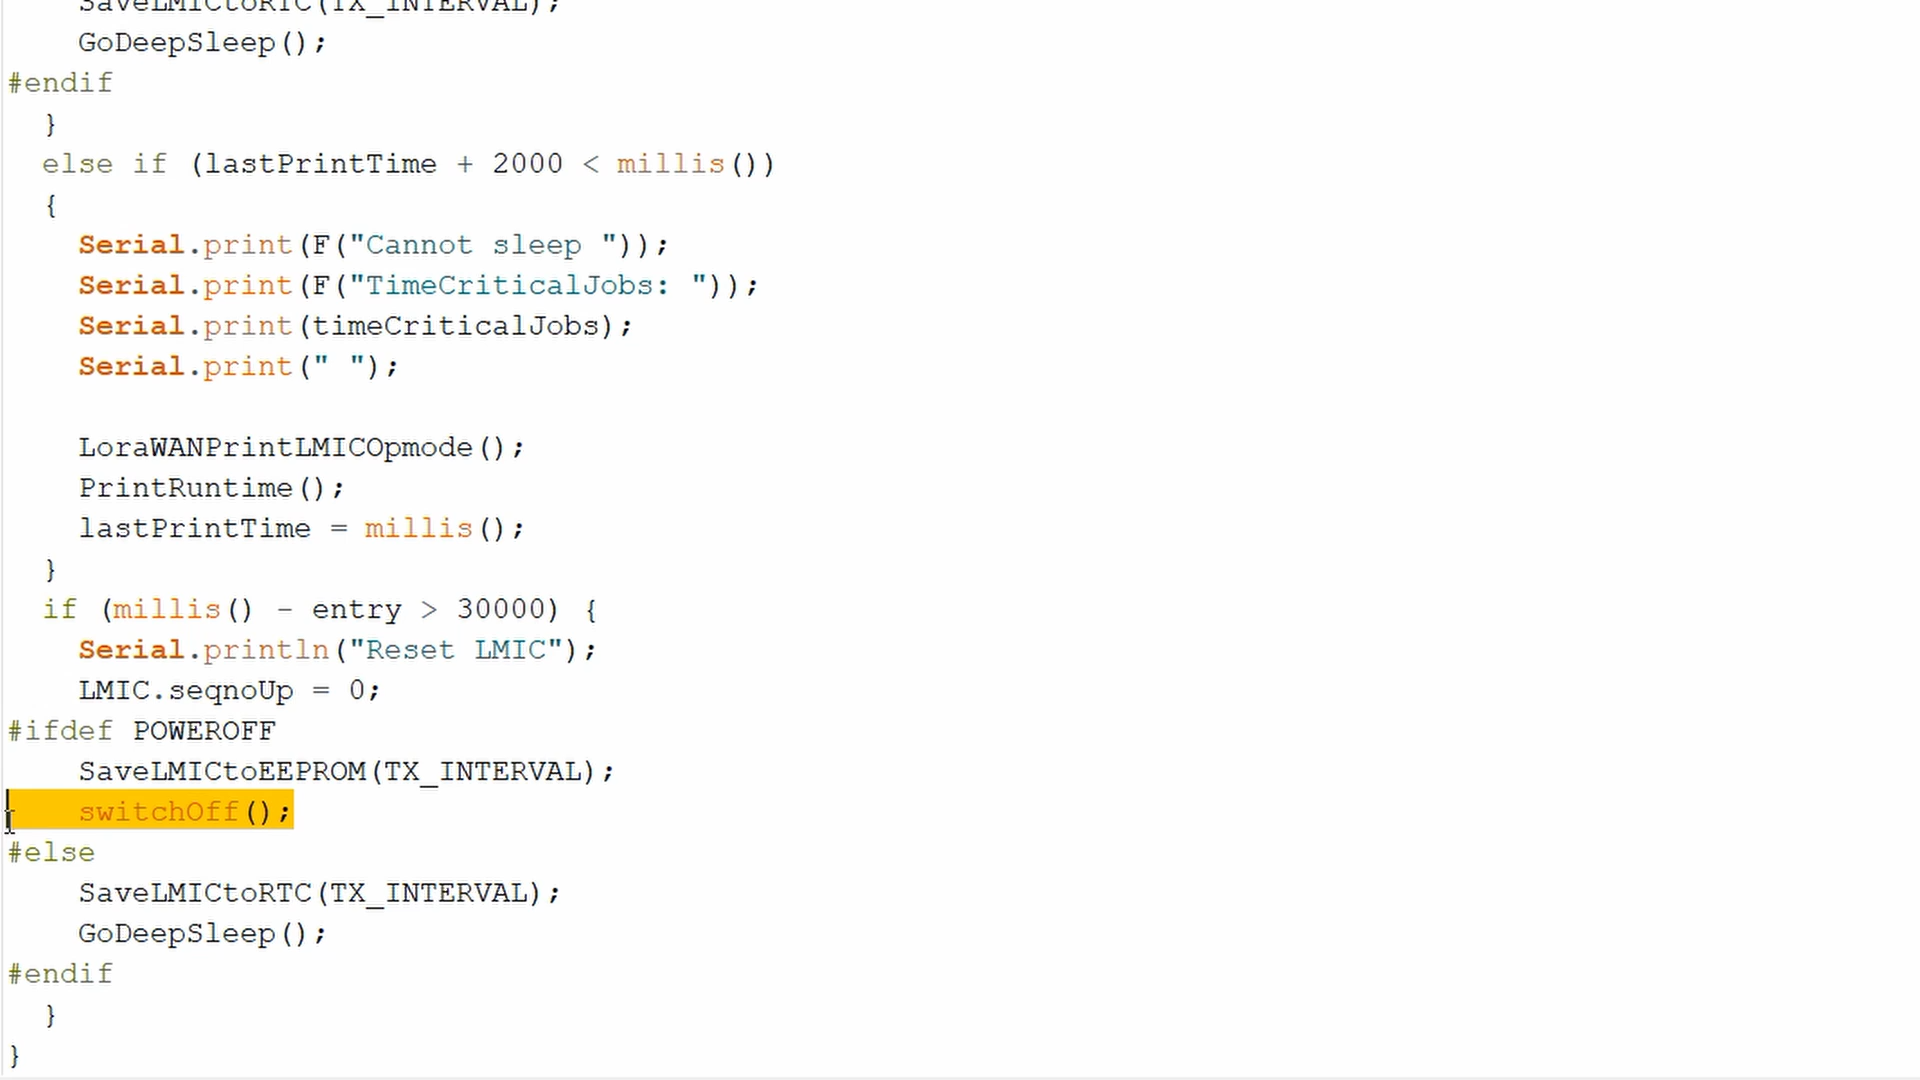 SaveLMICtoRTC(TX_INTERVAL);
GoDeepSleep();
#endif
}
else if (lastPrintTime + 2000 < millis())
{
Serial.print(F("Cannot sleep "));
Serial.print(F("TimeCriticalJobs: "));
Serial.print(timeCriticalJobs);
Serial.print(" ");
LoraWANPrintLMICOpmode();
PrintRuntime();
lastPrintTime = millis();
}
if (millis() - entry > 30000) {
Serial.println("Reset LMIC");
LMIC.seqnoUp = 0;
#ifdef POWEROFF
SaveLMICtoEEPROM(TX_INTERVAL);
switchOff();
#else
SaveLMICtoRTC(TX_INTERVAL);
GoDeepSleep();
#endif
}
}